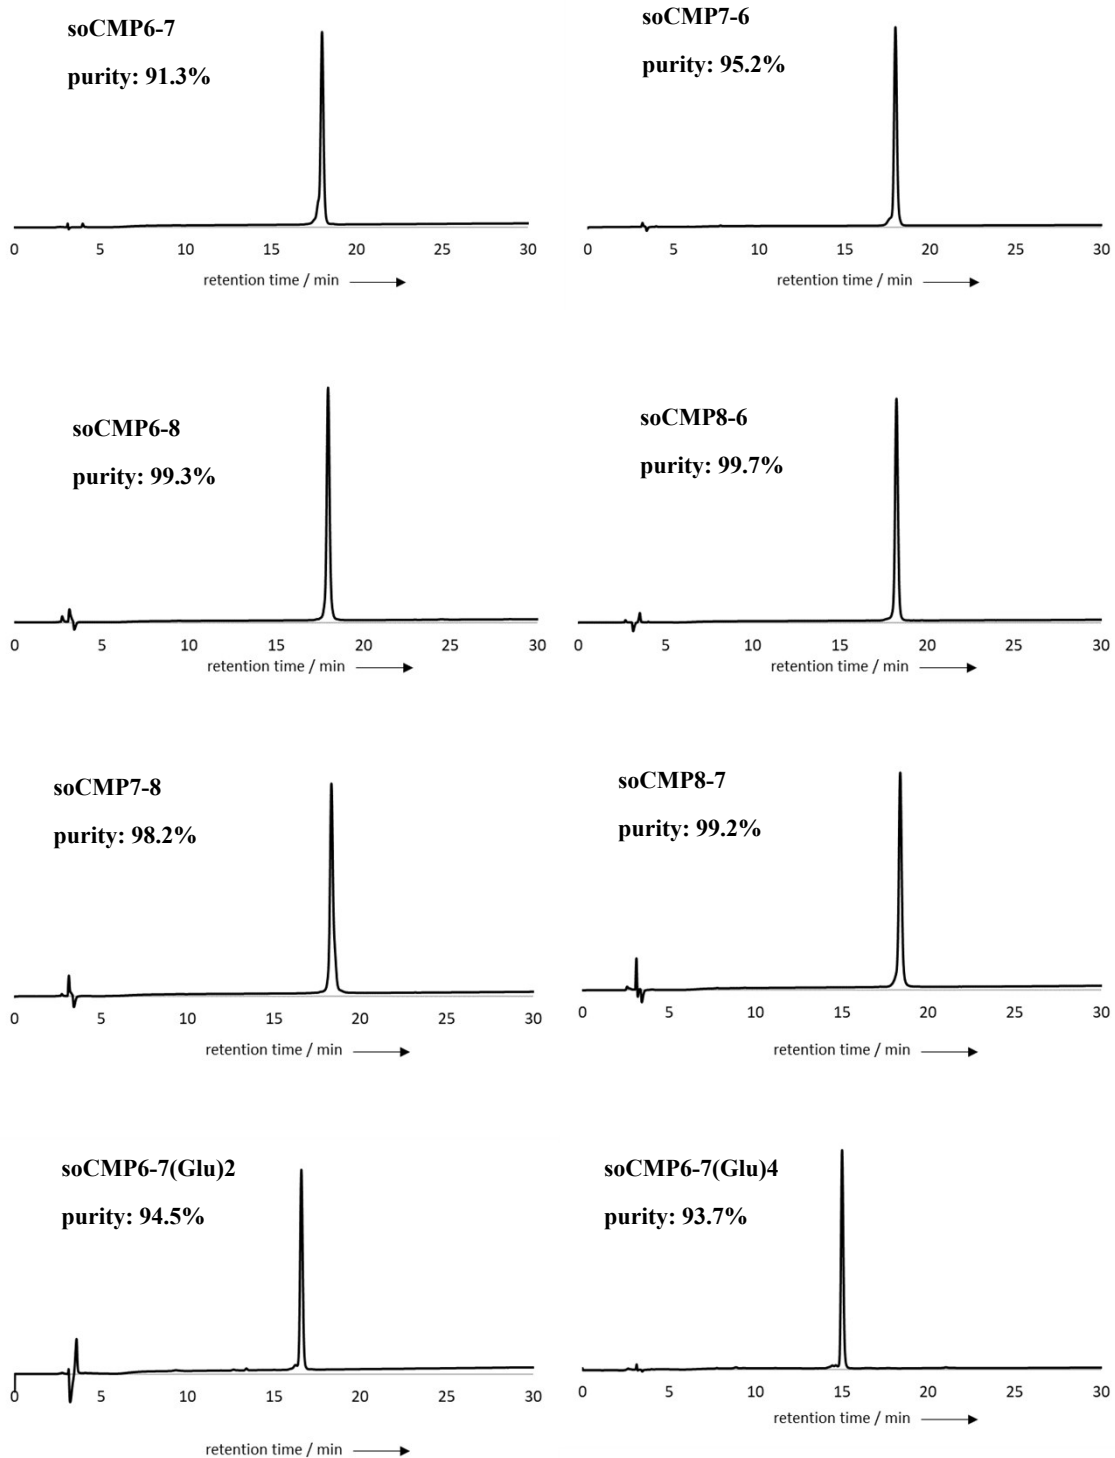 soCMP6-7
purity: 91.3%
0 5 10 15 20 25 30
retention time / min
soCMP7-6
purity: 95.2%
0 5 10 15 20 25 30
retention time / min
soCMP6-8
purity: 99.3%
0 5 10 15 20 25 30
retention time / min
soCMP8-6
purity: 99.7%
0 5 10 15 20 25 30
retention time / min
soCMP7-8
purity: 98.2%
0 5 10 15 20 25 30
retention time / min
soCMP8-7
purity: 99.2%
0 5 10 15 20 25 30
retention time / min
soCMP6-7(Glu)2
purity: 94.5%
0 5 10 15 20 25 30
retention time / min
soCMP6-7(Glu)4
purity: 93.7%
0 5 10 15 20 25 30
retention time / min